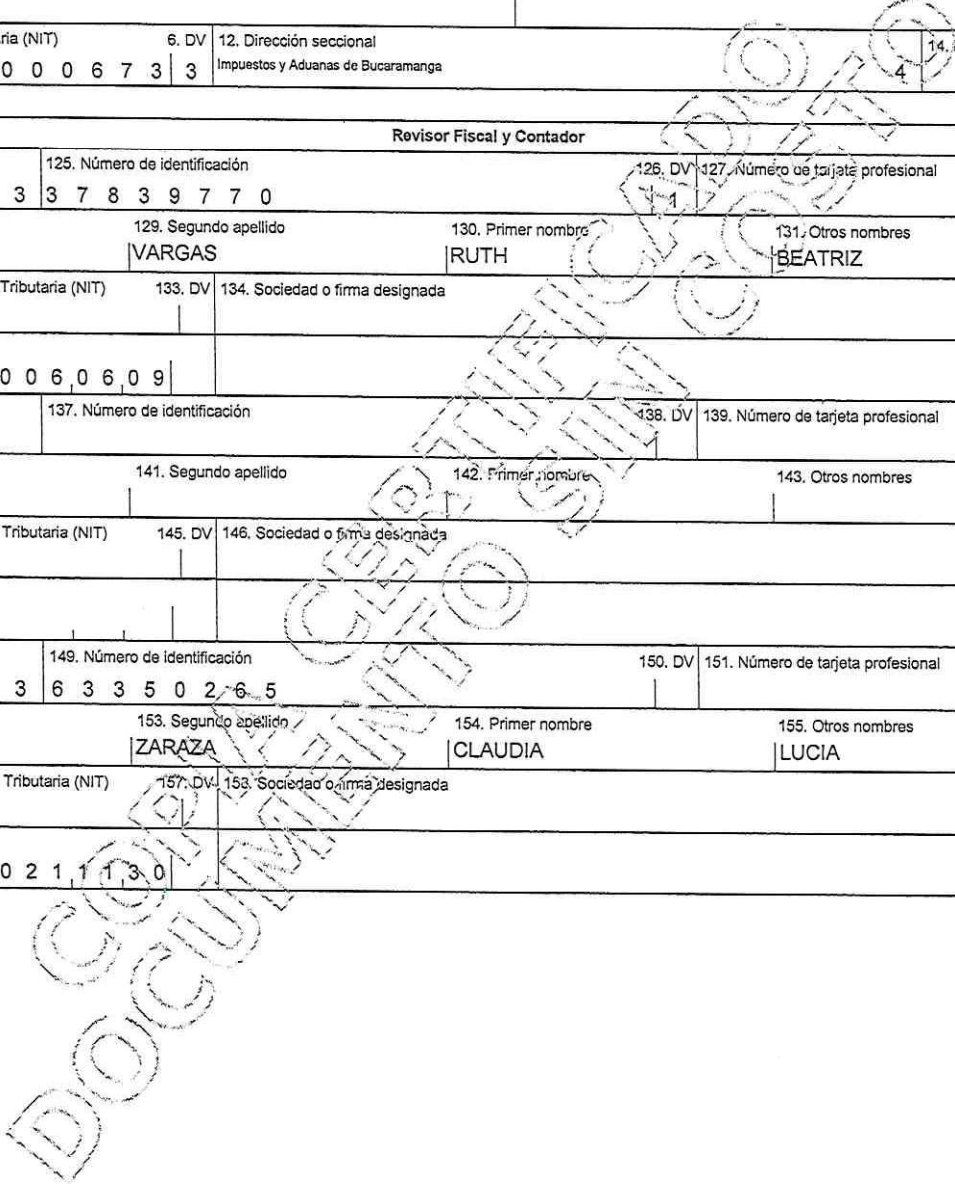 ria (NIT) 6. DV 12. Dirección seccional 14.
0 0 0 6 7 3 3 Impuestos y Aduanas de Bucaramanga 4
Revisor Fiscal y Contador
125. Número de identificación 126. DV 127. Número de tarjeta profesional
3 3 7 8 3 9 7 7 0 1
129. Segundo apellido 130. Primer nombre 131. Otros nombres
VARGAS RUTH BEATRIZ
Tributaria (NIT) 133. DV 134. Sociedad o firma designada
0 0 6 0 6 0 9
137. Número de identificación 138. DV 139. Número de tarjeta profesional
141. Segundo apellido 142. Primer nombre 143. Otros nombres
Tributaria (NIT) 145. DV 146. Sociedad o firma designada
149. Número de identificación 150. DV 151. Número de tarjeta profesional
3 6 3 3 5 0 2 6 5
153. Segundo apellido 154. Primer nombre 155. Otros nombres
ZARAZA CLAUDIA LUCIA
Tributaria (NIT) 157. DV 158. Sociedad o firma designada
0 2 1 1 1 3 0
COPIA CERTIFICADO
DOCUMENTO SIN COSTO